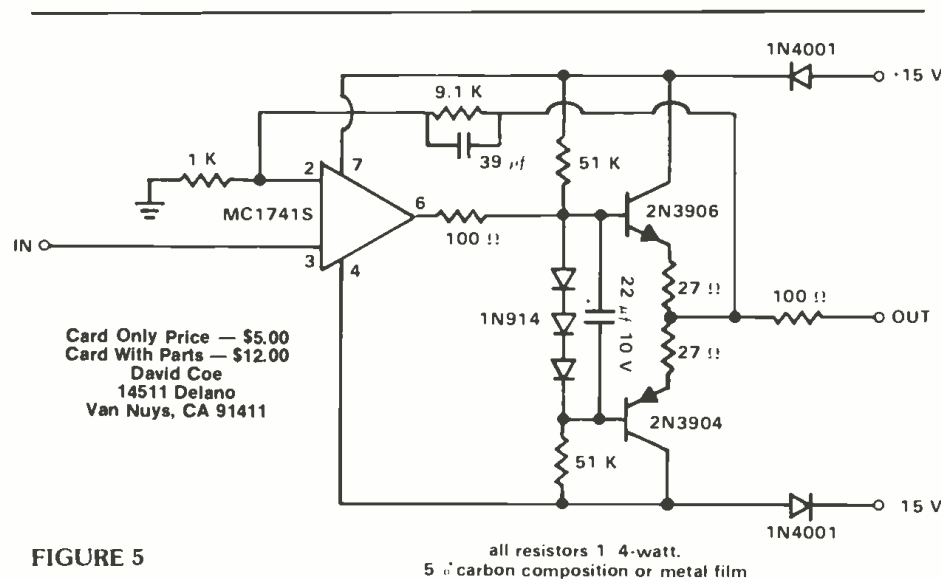 1N4001
·15 V
9.1 K
39 µf
51 K
1 K
2
7
MC1741S
6
2N3906
100 Ω
IN
3
4
27 Ω
22 µf 10 V
1N914
100 Ω
OUT
27 Ω
Card Only Price — $5.00
Card With Parts — $12.00
David Coe
14511 Delano
Van Nuys, CA 91411
2N3904
51 K
15 V
1N4001
FIGURE 5
all resistors 1 4-watt.
5 carbon composition or metal film